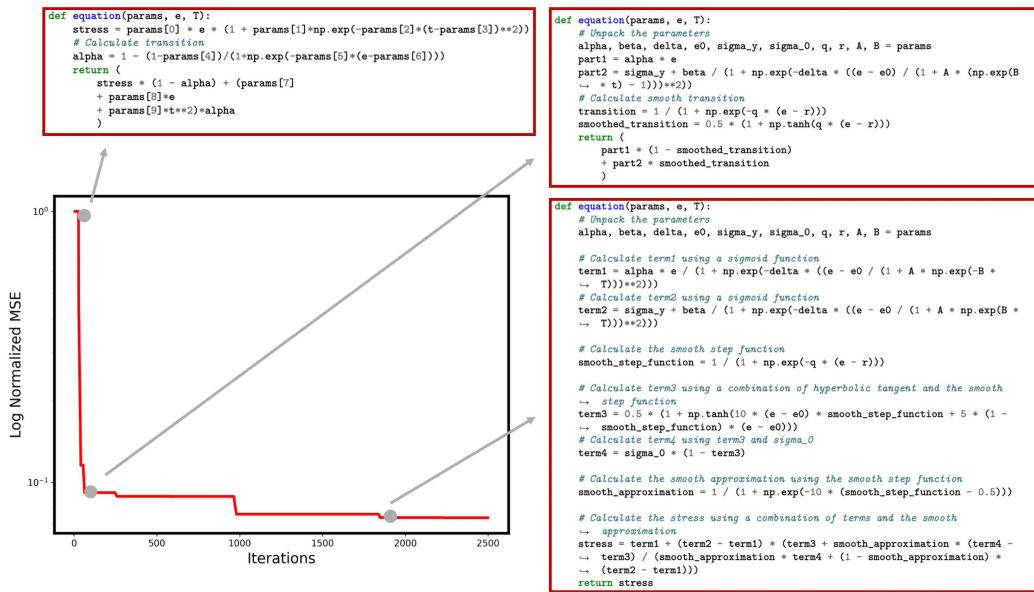 def equation(params, e, T):
stress = params[0] * e * (1 + params[1]*np.exp(-params[2]*(t-params[3])**2))
# Calculate transition
alpha = 1 - (1-params[4])/(1+np.exp(-params[5]*(e-params[6])))
return (
stress * (1 - alpha) + (params[7]
+ params[8]*e
+ params[9]*t**2)*alpha
)
def equation(params, e, T):
# Unpack the parameters
alpha, beta, delta, e0, sigma_y, sigma_0, q, r, A, B = params
part1 = alpha * e
part2 = sigma_y + beta / (1 + np.exp(-delta * ((e - e0) / (1 + A * (np.exp(B
↪ * t) - 1)))**2))
# Calculate smooth transition
transition = 1 / (1 + np.exp(-q * (e - r)))
smoothed_transition = 0.5 * (1 + np.tanh(q * (e - r)))
return (
part1 * (1 - smoothed_transition)
+ part2 * smoothed_transition
)
def equation(params, e, T):
# Unpack the parameters
alpha, beta, delta, e0, sigma_y, sigma_0, q, r, A, B = params
# Calculate term1 using a sigmoid function
term1 = alpha * e / (1 + np.exp(-delta * ((e - e0 / (1 + A * np.exp(-B *
↪ T)))**2)))
# Calculate term2 using a sigmoid function
term2 = sigma_y + beta / (1 + np.exp(-delta * ((e - e0 / (1 + A * np.exp(B *
↪ T)))**2)))
# Calculate the smooth step function
smooth_step_function = 1 / (1 + np.exp(-q * (e - r)))
# Calculate term3 using a combination of hyperbolic tangent and the smooth
↪ step function
term3 = 0.5 * (1 + np.tanh(10 * (e - e0) * smooth_step_function + 5 * (1 -
↪ smooth_step_function) * (e - e0)))
# Calculate term4 using term3 and sigma_0
term4 = sigma_0 * (1 - term3)
# Calculate the smooth approximation using the smooth step function
smooth_approximation = 1 / (1 + np.exp(-10 * (smooth_step_function - 0.5)))
# Calculate the stress using a combination of terms and the smooth
↪ approximation
stress = term1 + (term2 - term1) * (term3 + smooth_approximation * (term4 -
↪ term3) / (smooth_approximation * term4 + (1 - smooth_approximation) *
↪ (term2 - term1)))
return stress
Log Normalized MSE
10⁰
10⁻¹
0 500 1000 1500 2000 2500
Iterations